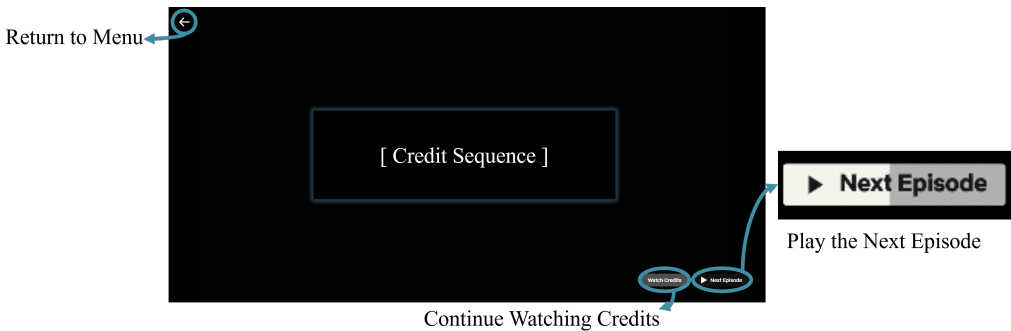 Return to Menu
[ Credit Sequence ]
Next Episode
Play the Next Episode
Watch Credits
Next Episode
Continue Watching Credits